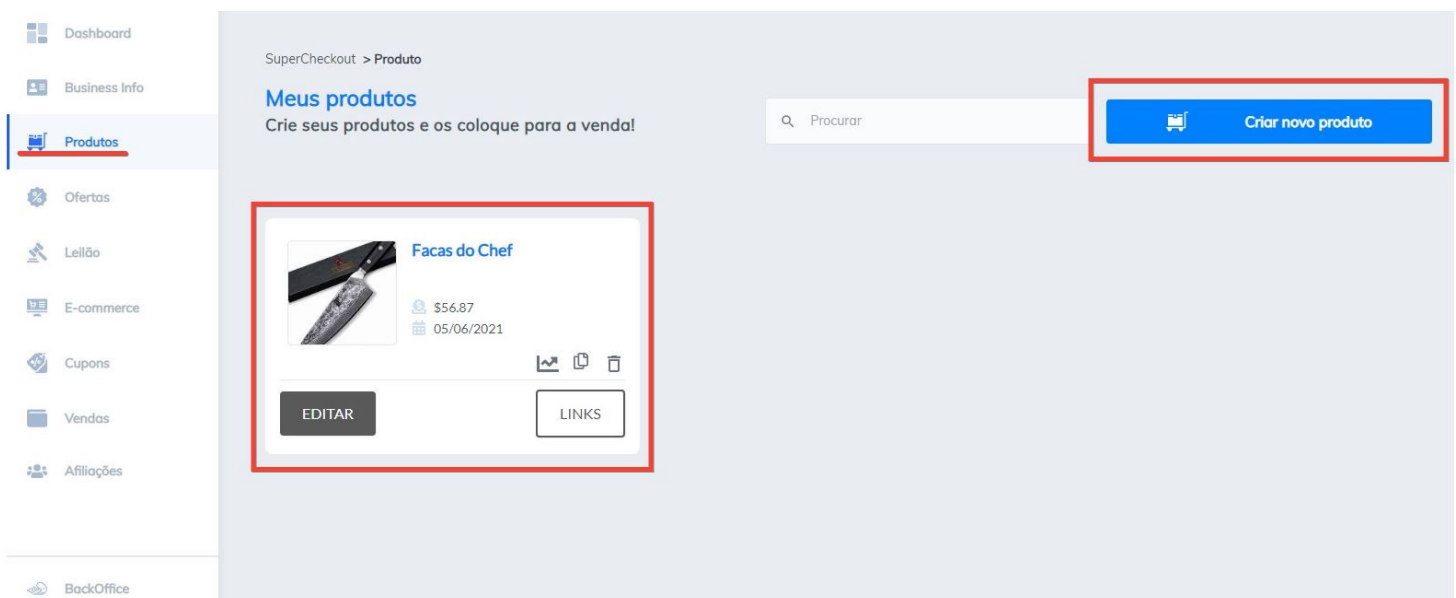 Dashboard
Business Info
Produtos
Ofertas
Leilão
E-commerce
Cupons
Vendas
Afiliações
BackOffice
SuperCheckout > Produto
Meus produtos
Crie seus produtos e os coloque para a venda!
Procurar
Criar novo produto
Facas do Chef
$56.87
05/06/2021
EDITAR
LINKS